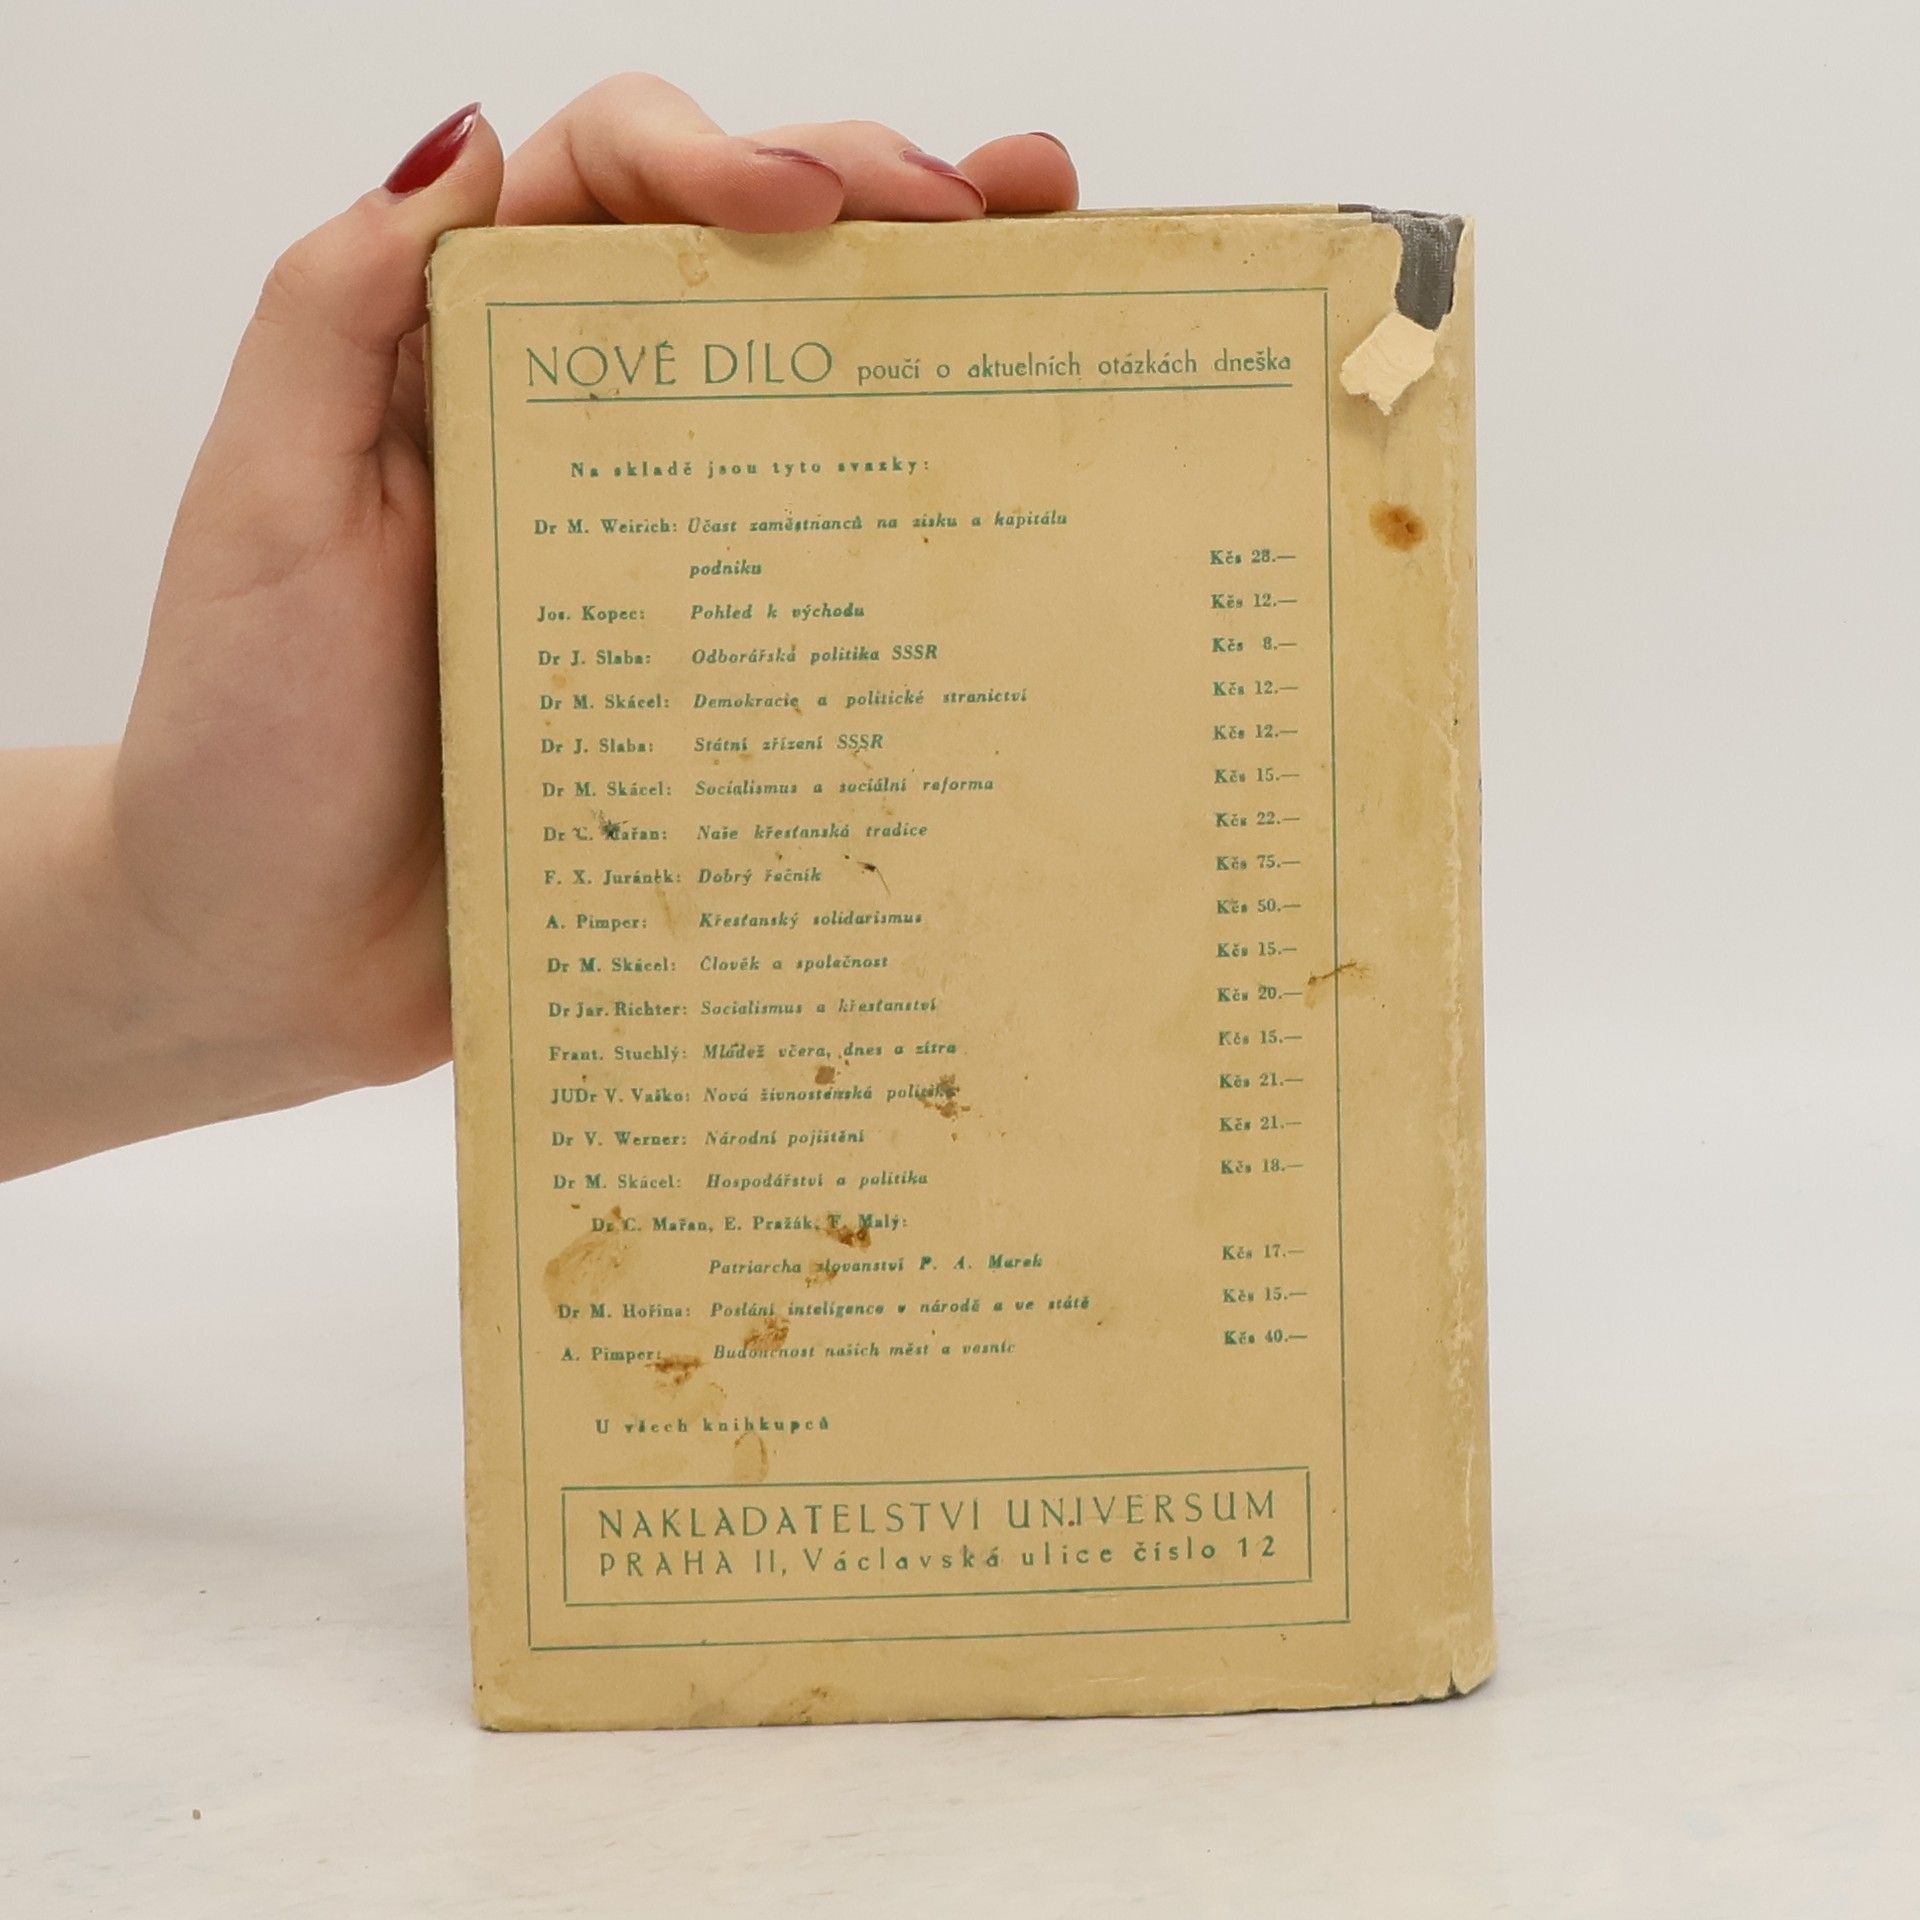 NOVÉ DÍLO poučí o aktuelních otázkách dneška
Na skladě jsou tyto svazky:
Dr M. Weirich: Účast zaměstnanců na zisku a kapitálu
podniku Kčs 28.—
Jos. Kopec: Pohled k východu Kčs 12.—
Dr J. Slaba: Odborářská politika SSSR Kčs 8.—
Dr M. Skácel: Demokracie a politické stranictví Kčs 12.—
Dr J. Slaba: Státní zřízení SSSR Kčs 12.—
Dr M. Skácel: Socialismus a sociální reforma Kčs 15.—
Dr C. Mařan: Naše křesťanská tradice Kčs 22.—
F. X. Juránek: Dobrý řečník Kčs 75.—
A. Pimper: Křesťanský solidarismus Kčs 50.—
Dr M. Skácel: Člověk a společnost Kčs 15.—
Dr Jar. Richter: Socialismus a křesťanství Kčs 20.—
Frant. Stuchlý: Mládež včera, dnes a zítra Kčs 15.—
JUDr V. Vaško: Nová živnostenská politika Kčs 21.—
Dr V. Werner: Národní pojištění Kčs 21.—
Dr M. Skácel: Hospodářství a politika Kčs 18.—
Dr C. Mařan, E. Pražák, F. Malý:
Patriarcha slovanství P. A. Marek Kčs 17.—
Dr M. Hořina: Poslání inteligence v národě a ve státě Kčs 15.—
A. Pimper: Budoucnost našich měst a vesnic Kčs 40.—
U všech knihkupců
NAKLADATELSTVÍ UNIVERSUM
PRAHA II, Václavská ulice číslo 12